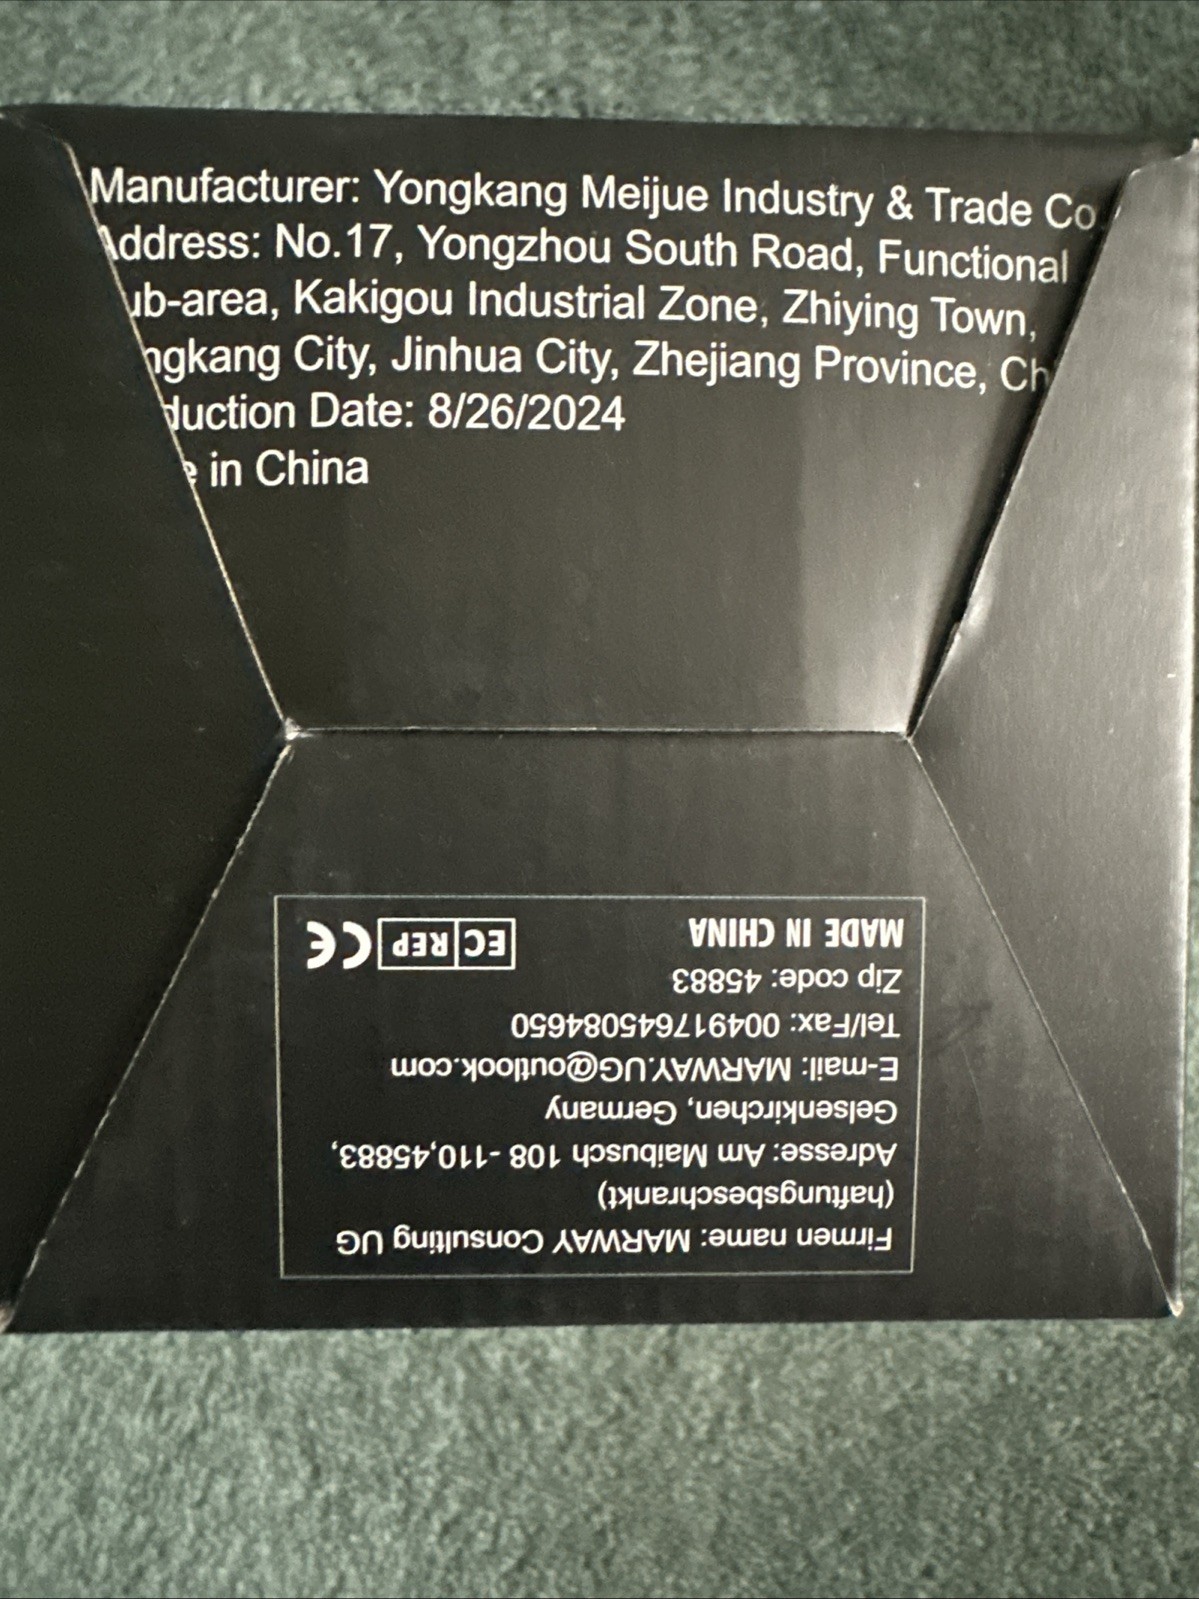 Manufacturer: Yongkang Meijue Industry & Trade Co.
Address: No.17, Yongzhou South Road, Functional
ub-area, Kakigou Industrial Zone, Zhiying Town,
ngkang City, Jinhua City, Zhejiang Province, Ch
duction Date: 8/26/2024
e in China
Firmen name: MARWAY Consulting UG
(haftungsbeschrankt)
Adresse: Am Maibusch 108 -110,45883,
Gelsenkirchen, Germany
E-mail: MARWAY.UG@outlook.com
Tel/Fax: 004917645084650
Zip code: 45883
MADE IN CHINA EC REP CE